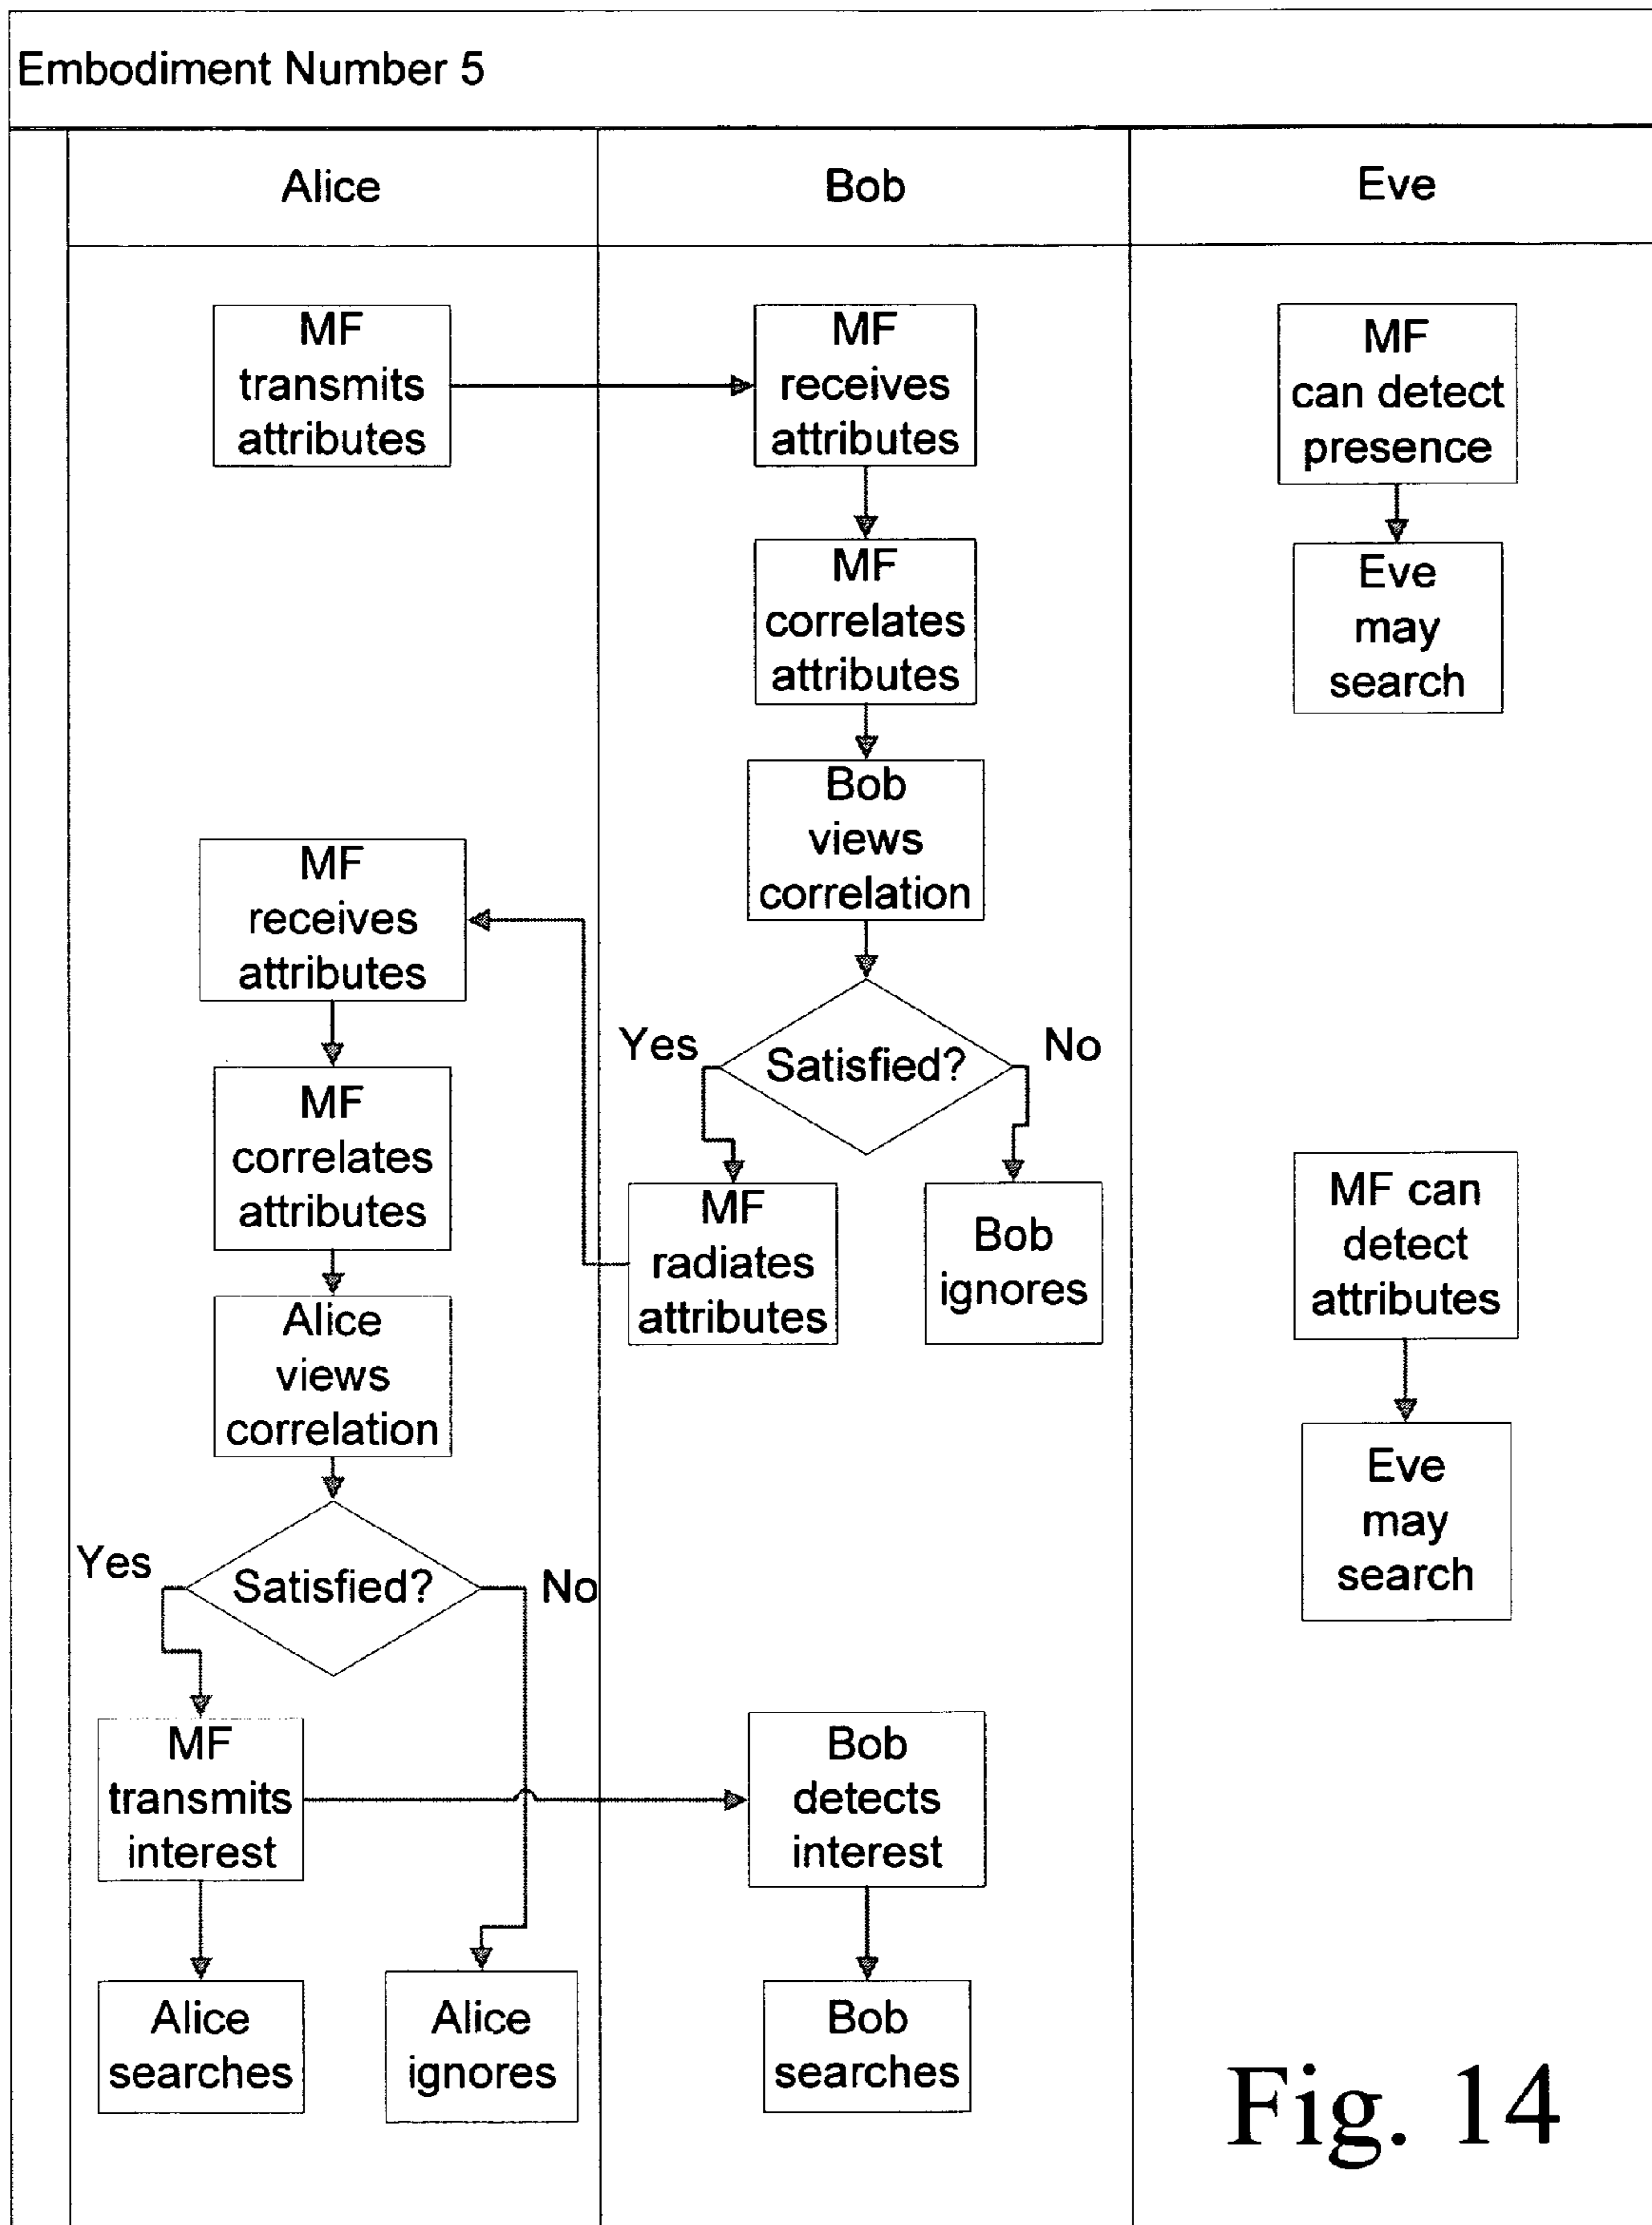 Embodiment Number 5
Alice
Bob
Eve
MF
transmits
attributes
MF
receives
attributes
MF
can detect
presence
MF
correlates
attributes
Eve
may
search
Bob
views
correlation
MF
receives
attributes
Satisfied?
Yes
No
MF
correlates
attributes
MF
radiates
attributes
Bob
ignores
MF can
detect
attributes
Alice
views
correlation
Eve
may
search
Satisfied?
Yes
No
MF
transmits
interest
Bob
detects
interest
Alice
searches
Alice
ignores
Bob
searches
Fig. 14